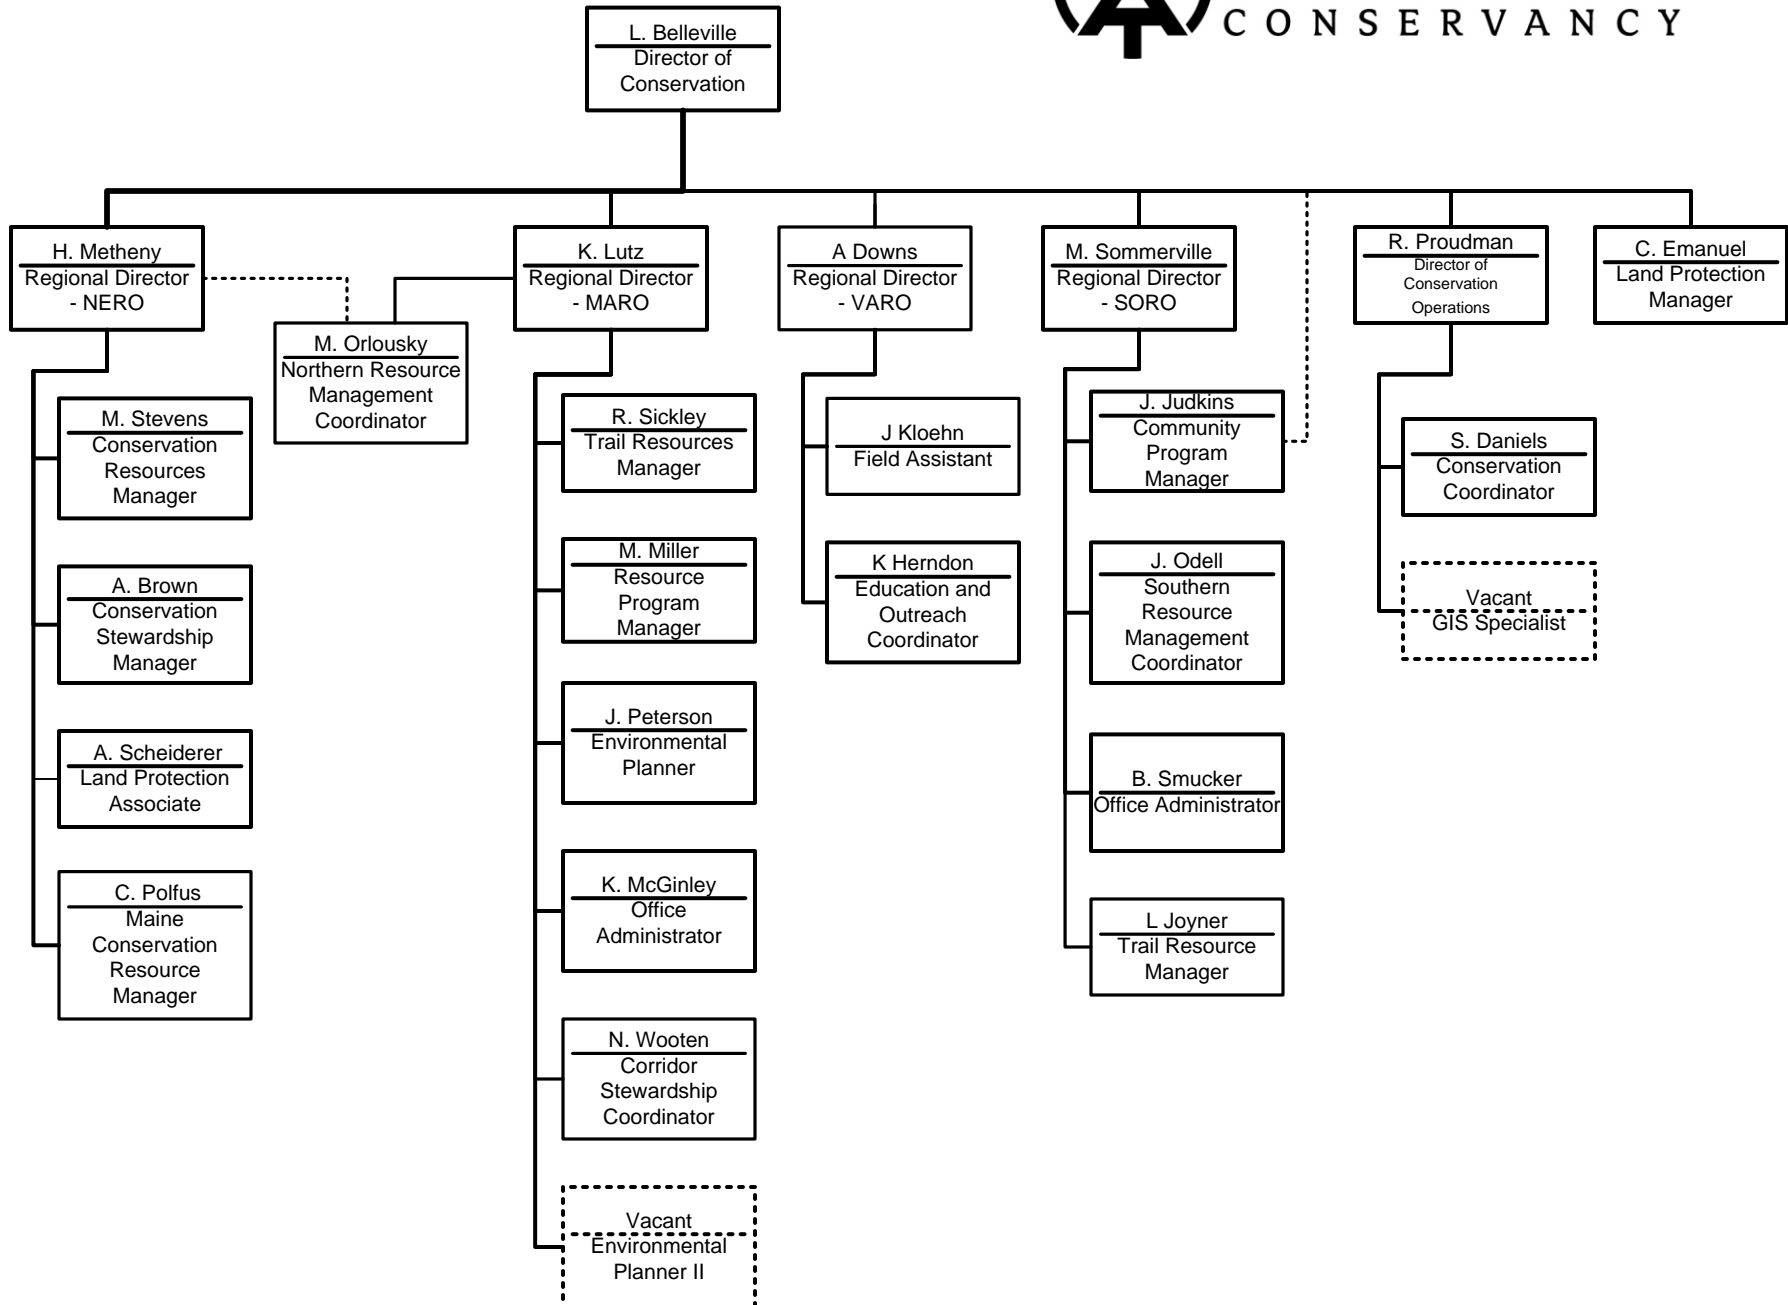 CONSERVANCY
L. Belleville
Director of
Conservation
H. Metheny
Regional Director
- NERO
K. Lutz
Regional Director
- MARO
A Downs
Regional Director
- VARO
M. Sommerville
Regional Director
- SORO
R. Proudman
Director of
Conservation
Operations
C. Emanuel
Land Protection
Manager
M. Orlousky
Northern Resource
Management
Coordinator
M. Stevens
Conservation
Resources
Manager
A. Brown
Conservation
Stewardship
Manager
A. Scheiderer
Land Protection
Associate
C. Polfus
Maine
Conservation
Resource
Manager
R. Sickley
Trail Resources
Manager
M. Miller
Resource
Program
Manager
J. Peterson
Environmental
Planner
K. McGinley
Office
Administrator
N. Wooten
Corridor
Stewardship
Coordinator
Vacant
Environmental
Planner II
J Kloehn
Field Assistant
K Herndon
Education and
Outreach
Coordinator
J. Judkins
Community
Program
Manager
J. Odell
Southern
Resource
Management
Coordinator
B. Smucker
Office Administrator
L Joyner
Trail Resource
Manager
S. Daniels
Conservation
Coordinator
Vacant
GIS Specialist